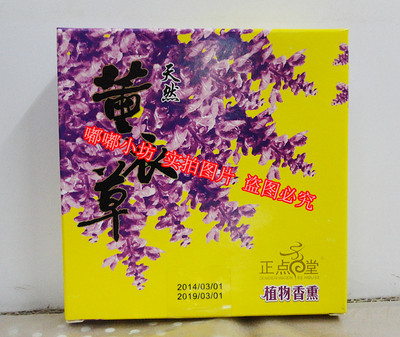 天然
黄衣草
嘟嘟小坊 实拍图片 盗图必究
正点堂
植物香熏
2014/03/01
2019/03/01